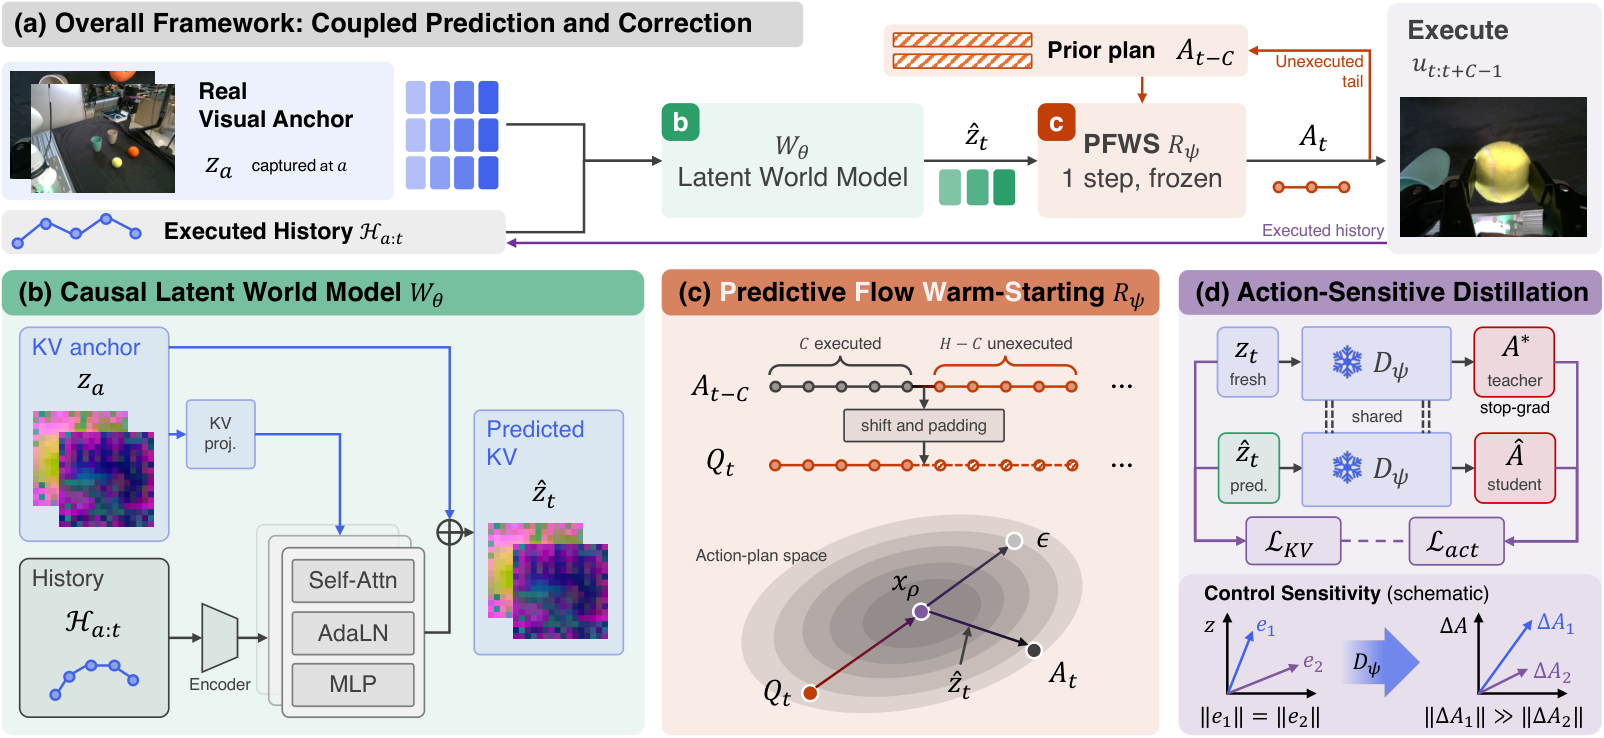 (a) Overall Framework: Coupled Prediction and Correction
Real
Visual Anchor
z_a captured at a
Executed History ℋ_{a:t}
b
W_θ
Latent World Model
ẑ_t
Prior plan A_{t−C}
Unexecuted
tail
c
PFWS R_ψ
1 step, frozen
A_t
Execute
u_{t:t+C−1}
Executed history
(b) Causal Latent World Model W_θ
KV anchor
z_a
KV
proj.
History
ℋ_{a:t}
Encoder
Self-Attn
AdaLN
MLP
Predicted
KV
ẑ_t
(c) Predictive Flow Warm-Starting R_ψ
C executed
H − C unexecuted
A_{t−C} ...
shift and padding
Q_t ...
Action-plan space
ϵ
x_ρ
Q_t
ẑ_t
A_t
(d) Action-Sensitive Distillation
z_t
fresh
D_ψ
A*
teacher
stop-grad
shared
ẑ_t
pred.
D_ψ
Â
student
ℒ_{KV}
ℒ_{act}
Control Sensitivity (schematic)
z
e_1
e_2
D_ψ
ΔA
ΔA_1
ΔA_2
‖e_1‖ = ‖e_2‖
‖ΔA_1‖ ≫ ‖ΔA_2‖